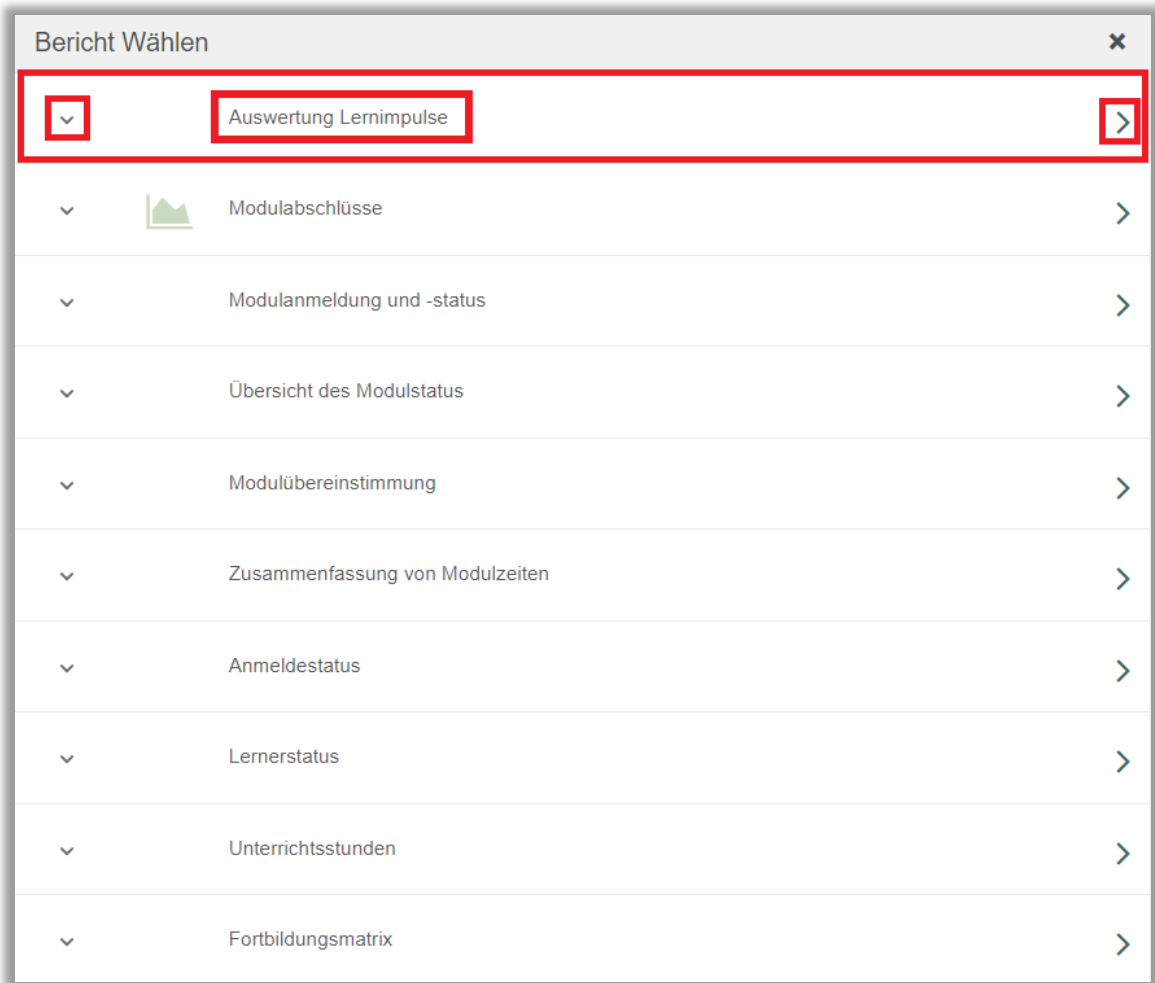 Bericht Wählen
Auswertung Lernimpulse
Modulabschlüsse
Modulanmeldung und -status
Übersicht des Modulstatus
Modulübereinstimmung
Zusammenfassung von Modulzeiten
Anmeldestatus
Lernerstatus
Unterrichtsstunden
Fortbildungsmatrix